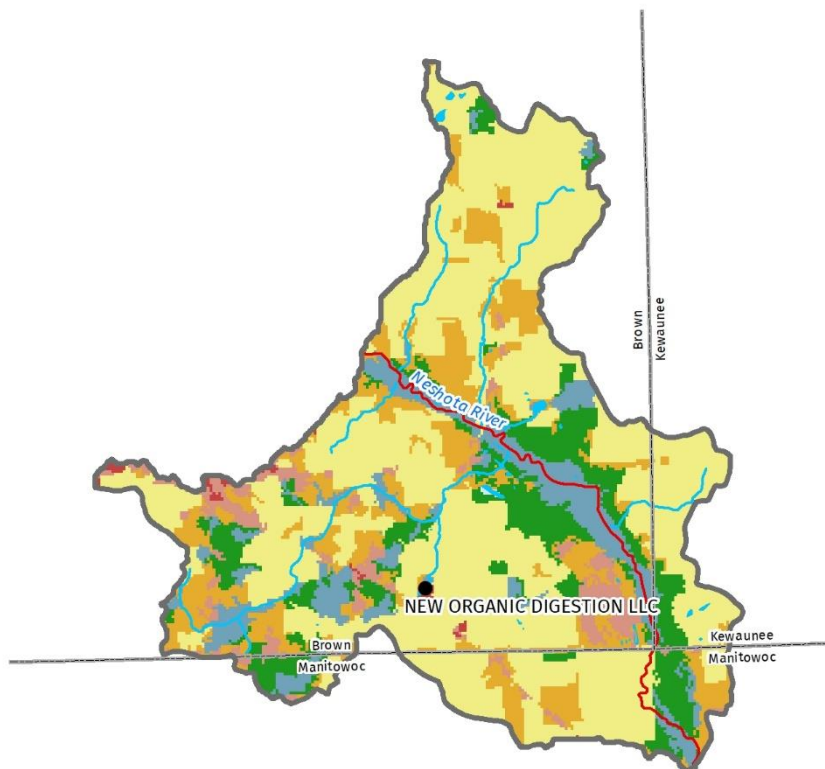 Brown
Kewaunee
Neshota River
NEW ORGANIC DIGESTION LLC
Brown
Manitowoc
Kewaunee
Manitowoc